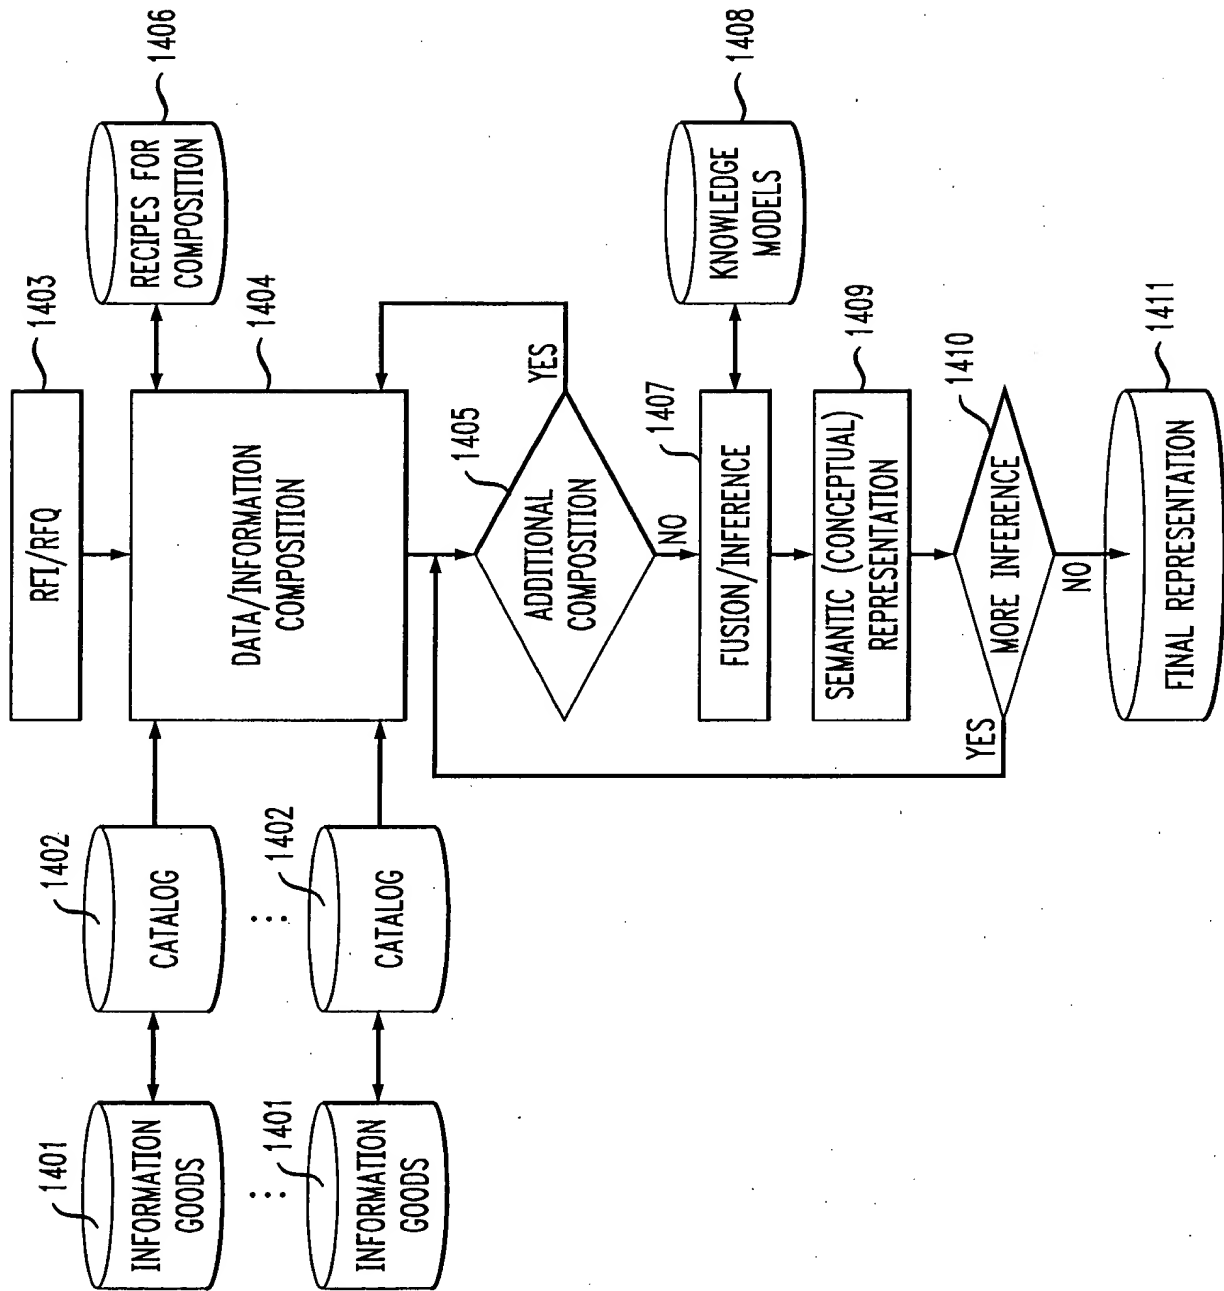 1401
INFORMATION
GOODS
1401
INFORMATION
GOODS
1402
CATALOG
1402
CATALOG
RFI/RFQ
1403
DATA/INFORMATION
COMPOSITION
1404
RECIPES FOR
COMPOSITION
1406
ADDITIONAL
COMPOSITION
1405
YES
NO
FUSION/INFERENCE
1407
KNOWLEDGE
MODELS
1408
SEMANTIC (CONCEPTUAL)
REPRESENTATION
1409
MORE INFERENCE
1410
YES
NO
FINAL REPRESENTATION
1411